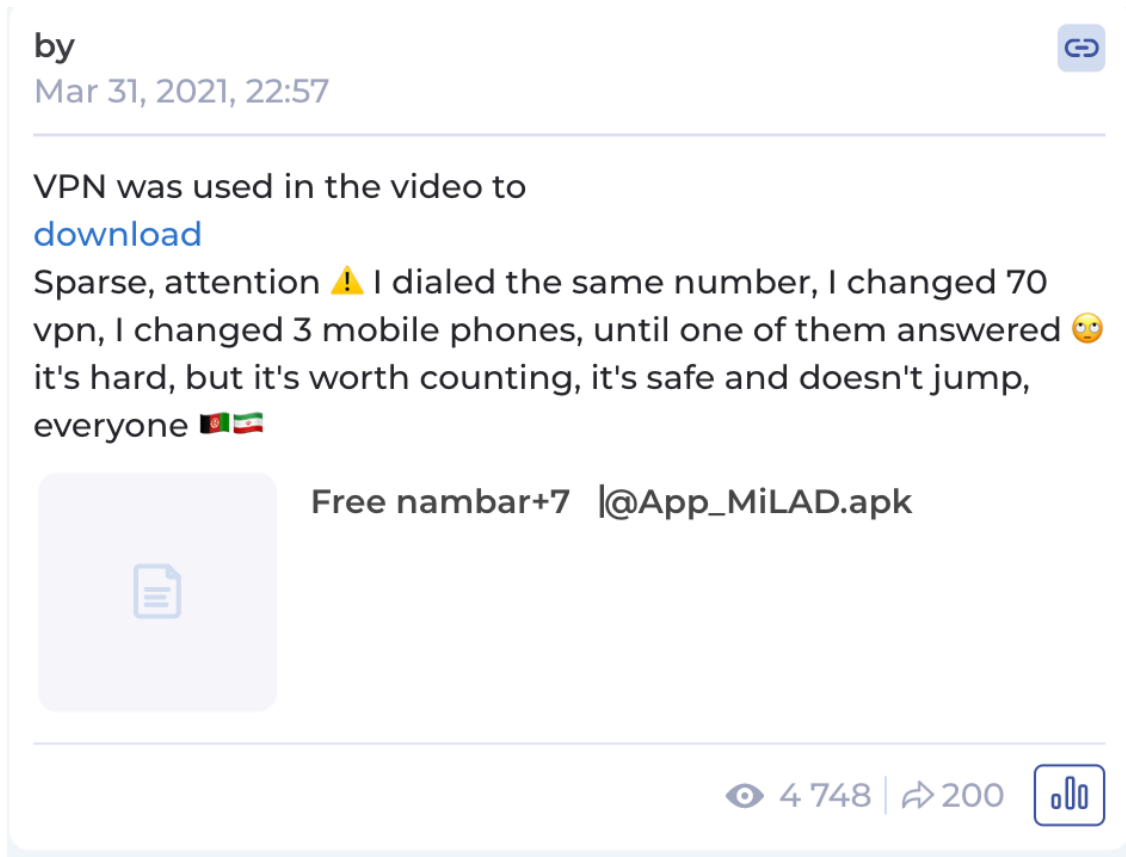 by
Mar 31, 2021, 22:57
VPN was used in the video to
download
Sparse, attention ⚠️ I dialed the same number, I changed 70
vpn, I changed 3 mobile phones, until one of them answered 🙄
it's hard, but it's worth counting, it's safe and doesn't jump,
everyone 🇦🇫🇮🇷
Free nambar+7 |@App_MiLAD.apk
4 748 200